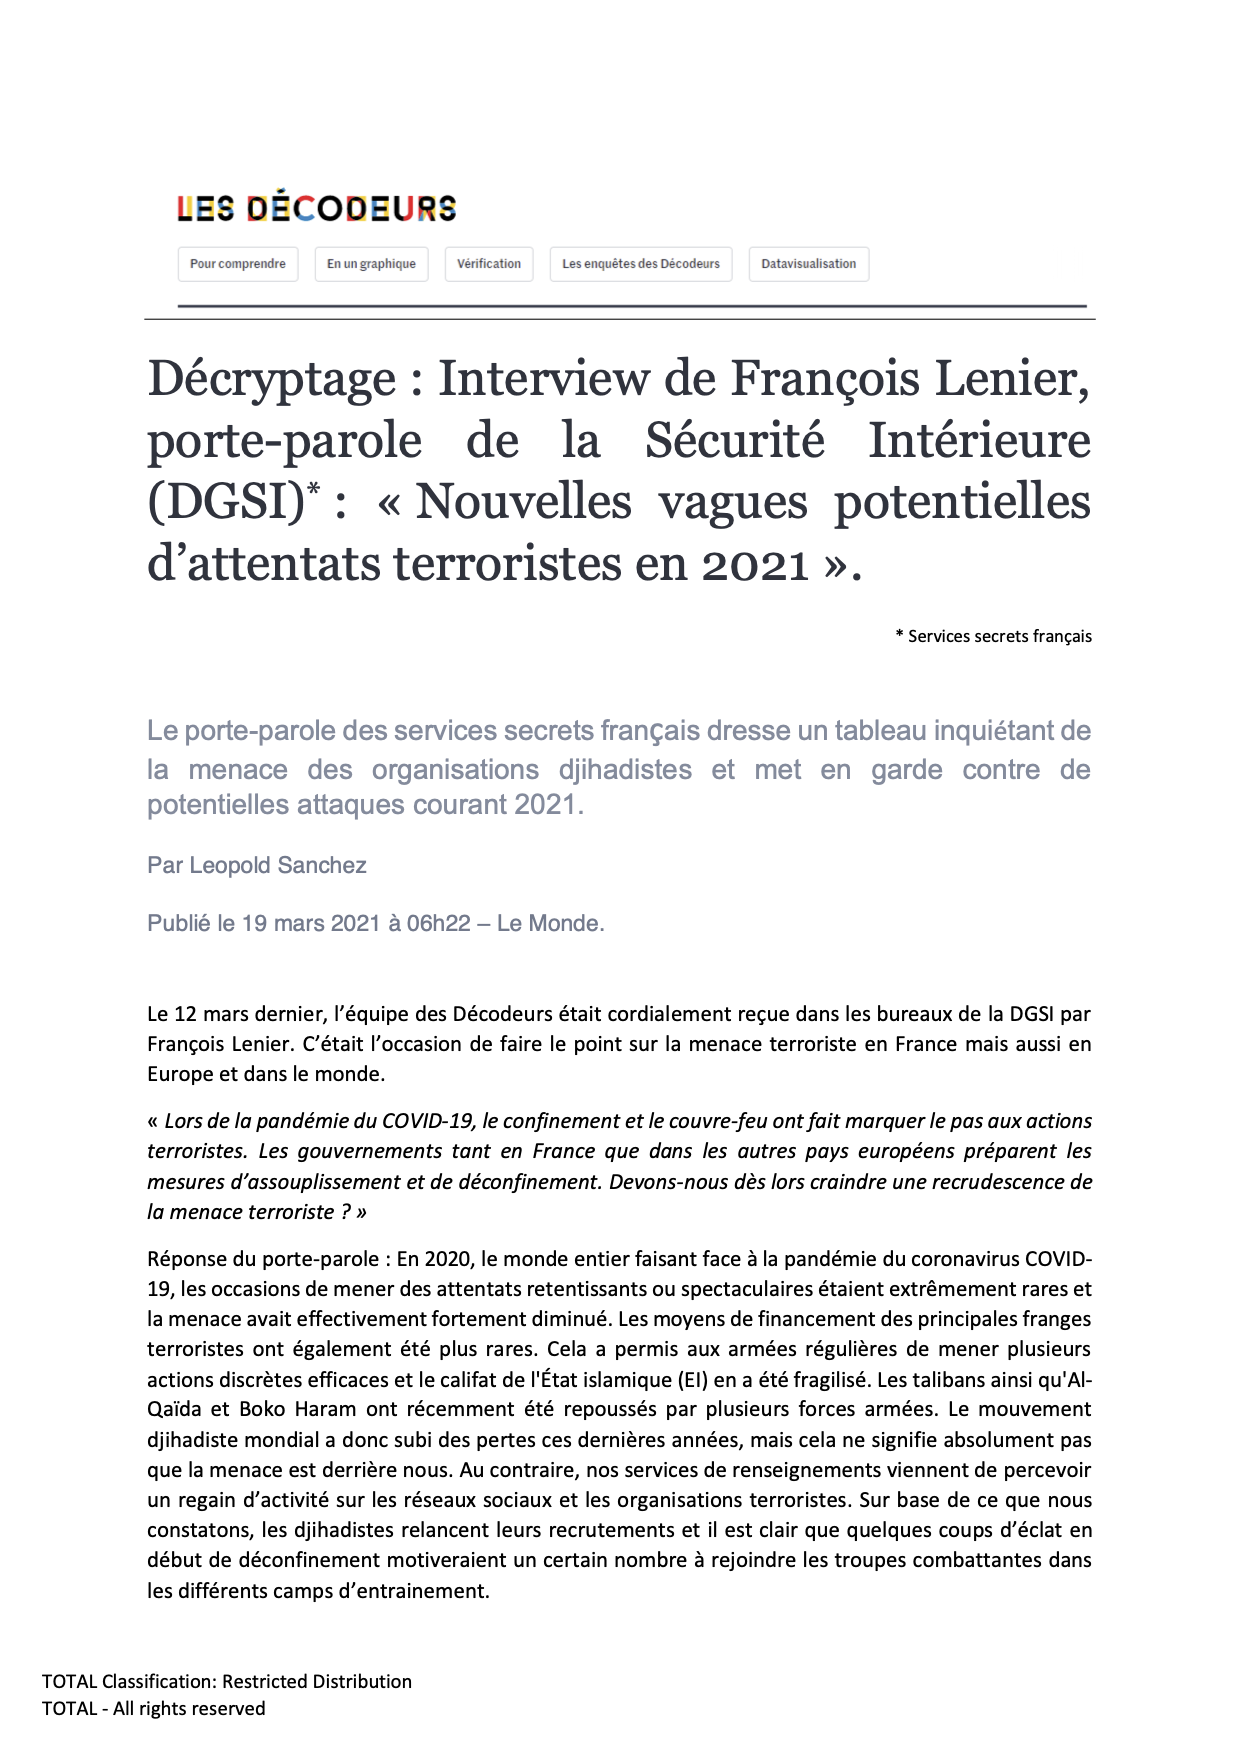 LES DÉCODEURS
Pour comprendre
En un graphique
Vérification
Les enquêtes des Décodeurs
Datavisualisation
Décryptage : Interview de François Lenier,
porte-parole de la Sécurité Intérieure
(DGSI)* : « Nouvelles vagues potentielles
d’attentats terroristes en 2021 ».
* Services secrets français
Le porte-parole des services secrets français dresse un tableau inquiétant de
la menace des organisations djihadistes et met en garde contre de
potentielles attaques courant 2021.
Par Leopold Sanchez
Publié le 19 mars 2021 à 06h22 – Le Monde.
Le 12 mars dernier, l’équipe des Décodeurs était cordialement reçue dans les bureaux de la DGSI par
François Lenier. C’était l’occasion de faire le point sur la menace terroriste en France mais aussi en
Europe et dans le monde.
« Lors de la pandémie du COVID-19, le confinement et le couvre-feu ont fait marquer le pas aux actions
terroristes. Les gouvernements tant en France que dans les autres pays européens préparent les
mesures d’assouplissement et de déconfinement. Devons-nous dès lors craindre une recrudescence de
la menace terroriste ? »
Réponse du porte-parole : En 2020, le monde entier faisant face à la pandémie du coronavirus COVID-
19, les occasions de mener des attentats retentissants ou spectaculaires étaient extrêmement rares et
la menace avait effectivement fortement diminué. Les moyens de financement des principales franges
terroristes ont également été plus rares. Cela a permis aux armées régulières de mener plusieurs
actions discrètes efficaces et le califat de l'État islamique (EI) en a été fragilisé. Les talibans ainsi qu'Al-
Qaïda et Boko Haram ont récemment été repoussés par plusieurs forces armées. Le mouvement
djihadiste mondial a donc subi des pertes ces dernières années, mais cela ne signifie absolument pas
que la menace est derrière nous. Au contraire, nos services de renseignements viennent de percevoir
un regain d’activité sur les réseaux sociaux et les organisations terroristes. Sur base de ce que nous
constatons, les djihadistes relancent leurs recrutements et il est clair que quelques coups d’éclat en
début de déconfinement motiveraient un certain nombre à rejoindre les troupes combattantes dans
les différents camps d’entrainement.
TOTAL Classification: Restricted Distribution
TOTAL - All rights reserved